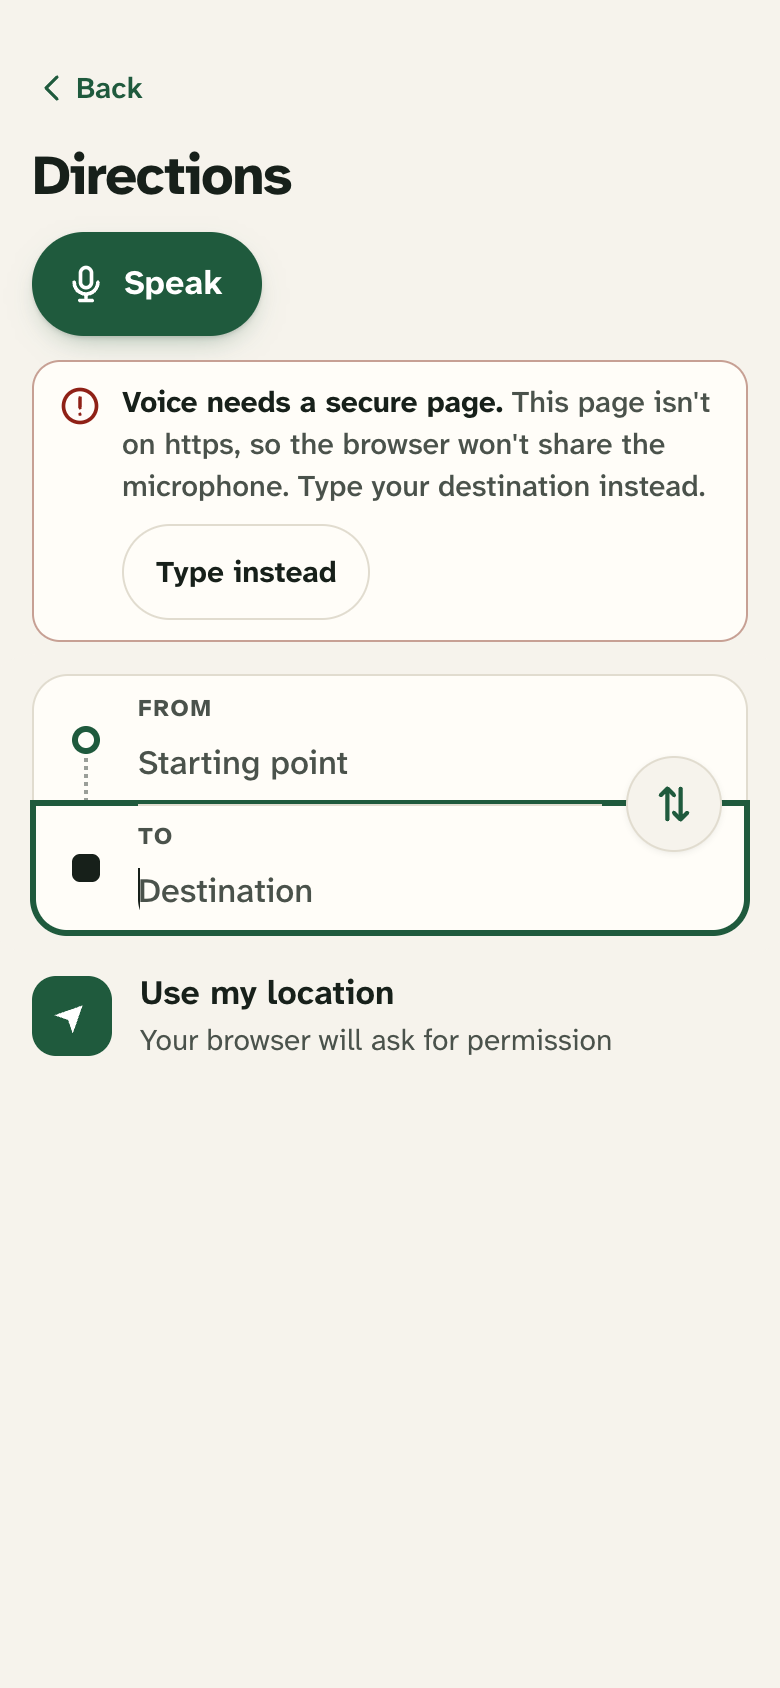 Back
Directions
Speak
Voice needs a secure page. This page isn't
on https, so the browser won't share the
microphone. Type your destination instead.
Type instead
FROM
Starting point
TO
Destination
Use my location
Your browser will ask for permission